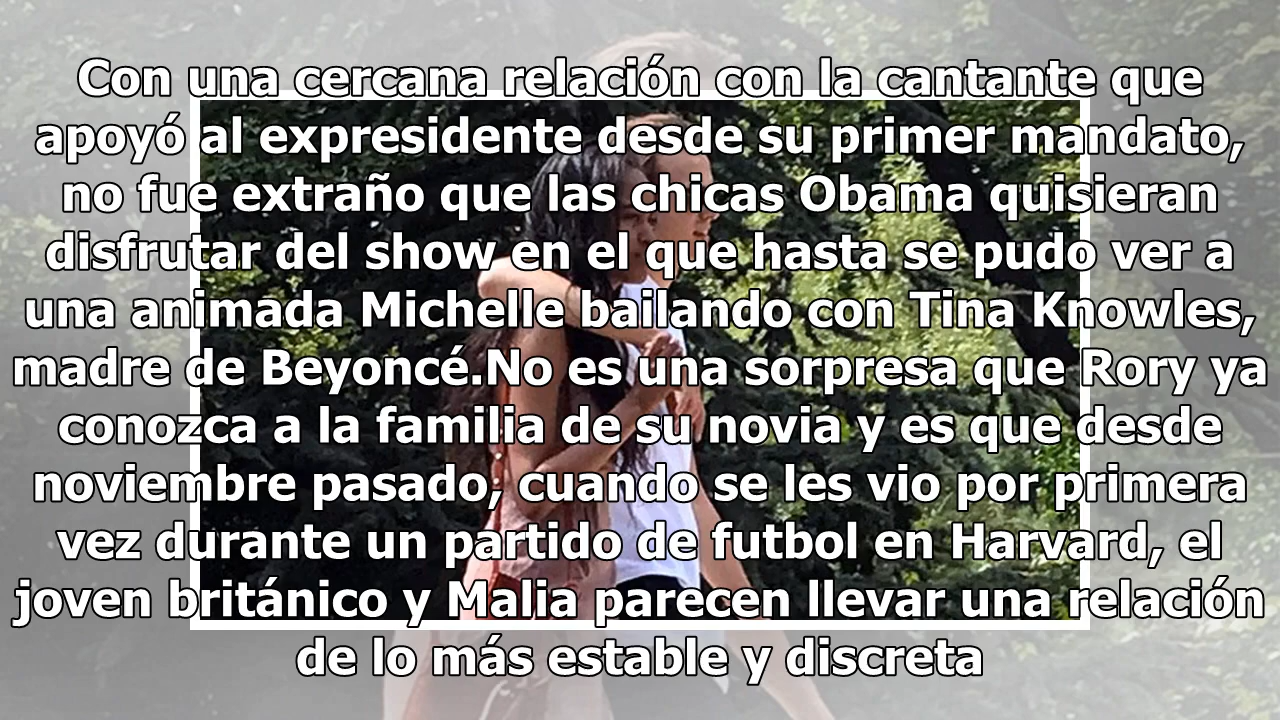 Con una cercana relación con la cantante que
apoyó al expresidente desde su primer mandato,
no fue extraño que las chicas Obama quisieran
disfrutar del show en el que hasta se pudo ver a
una animada Michelle bailando con Tina Knowles,
madre de Beyoncé.No es una sorpresa que Rory ya
conozca a la familia de su novia y es que desde
noviembre pasado, cuando se les vio por primera
vez durante un partido de futbol en Harvard, el
joven británico y Malia parecen llevar una relación
de lo más estable y discreta